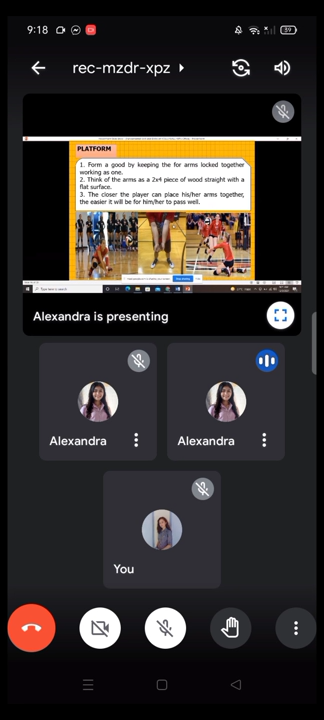 9:18
39
rec-mzdr-xpz
PLATFORM
1. Form a good by keeping the for arms locked together
working as one.
2. Think of the arms as a 2x4 piece of wood straight with a
flat surface.
3. The closer the player can place his/her arms together,
the easier it will be for him/her to pass well.
Alexandra is presenting
Alexandra
Alexandra
You